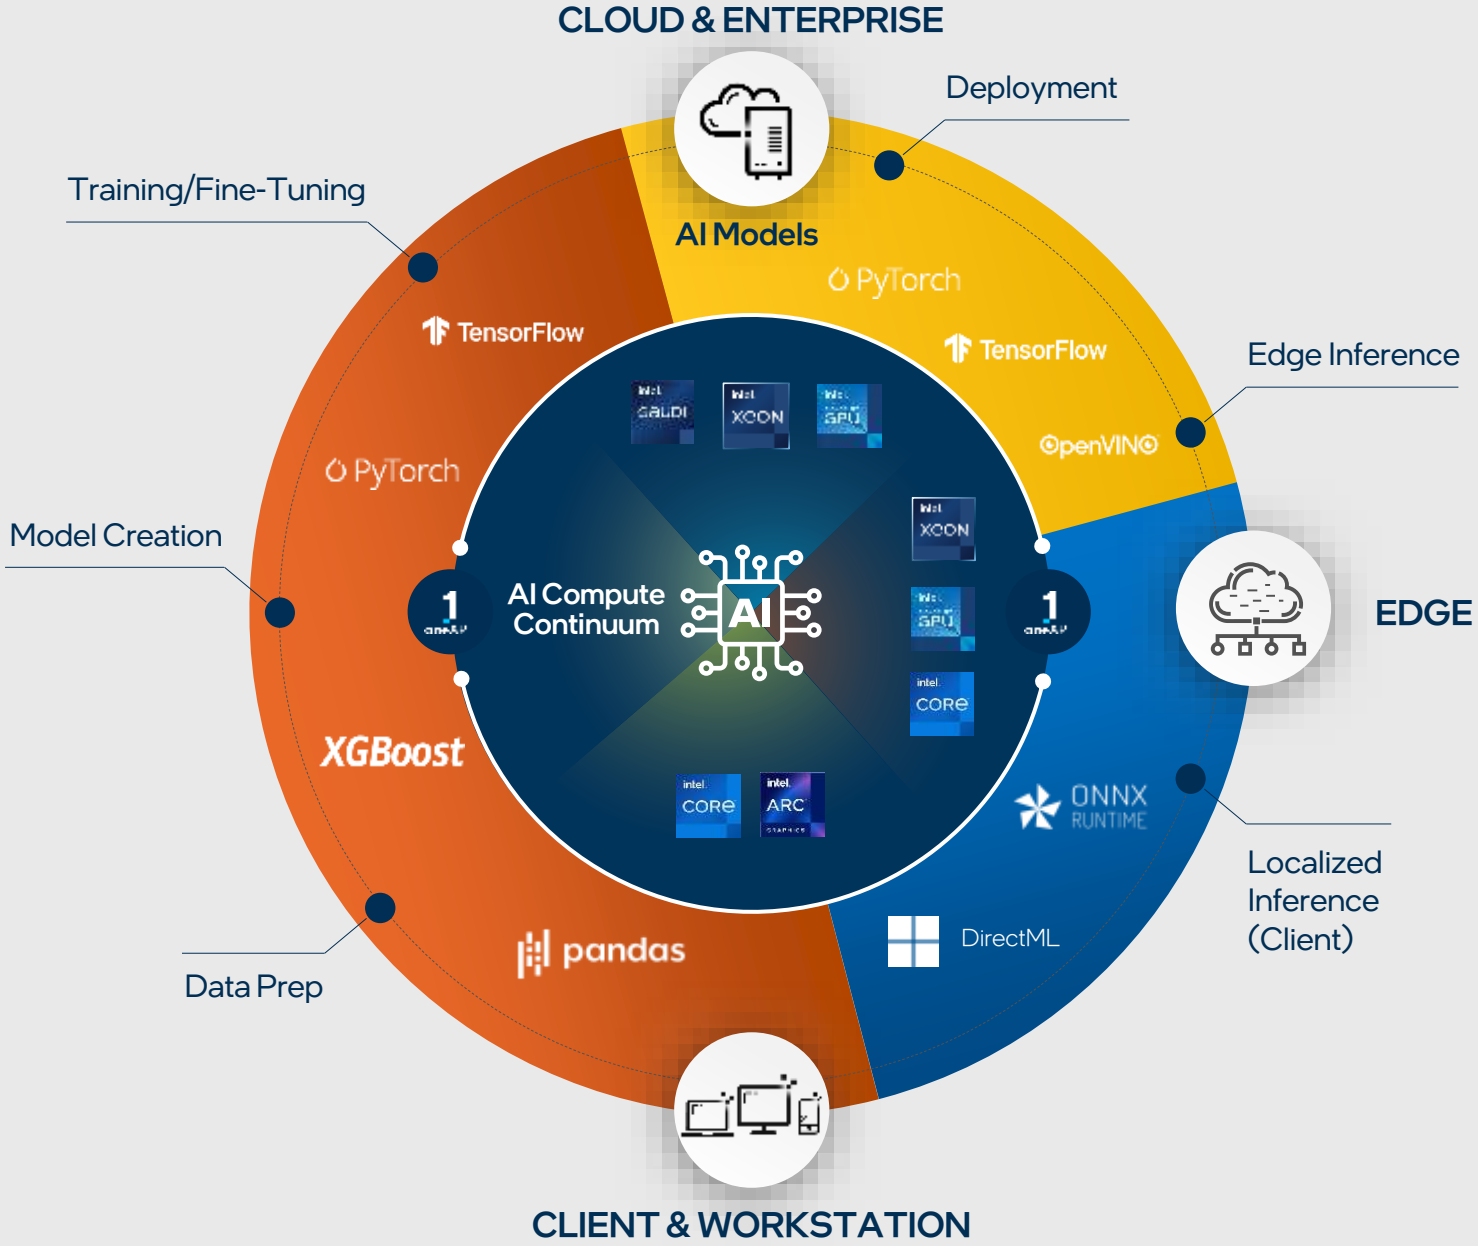 CLOUD & ENTERPRISE
Deployment
Training/Fine-Tuning
AI Models
PyTorch
TensorFlow
TensorFlow
Edge Inference
intel.
GAUDI
intel.
XEON
intel.
GPU
OpenVINO
PyTorch
intel.
XEON
Model Creation
AI Compute
Continuum
AI
1
oneAPI
intel.
GPU
1
oneAPI
EDGE
intel.
CORE
XGBoost
intel.
CORE
intel.
ARC
GRAPHICS
ONNX
RUNTIME
Localized
Inference
(Client)
pandas
DirectML
Data Prep
CLIENT & WORKSTATION